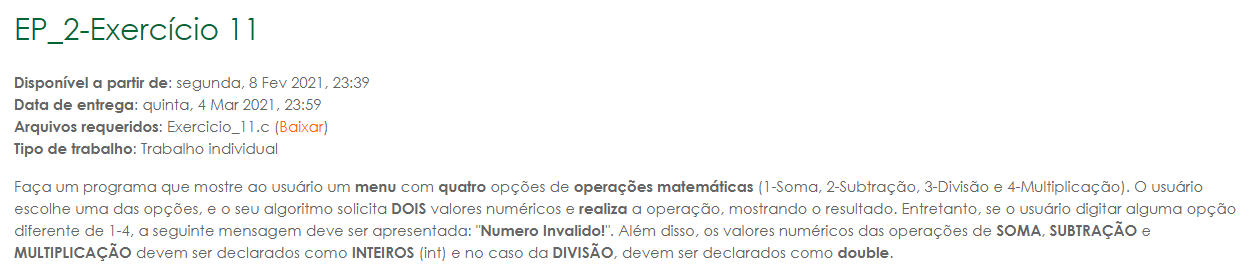 EP_2-Exercício 11
Disponível a partir de: segunda, 8 Fev 2021, 23:39
Data de entrega: quinta, 4 Mar 2021, 23:59
Arquivos requeridos: Exercicio_11.c (Baixar)
Tipo de trabalho: Trabalho individual
Faça um programa que mostre ao usuário um menu com quatro opções de operações matemáticas (1-Soma, 2-Subtração, 3-Divisão e 4-Multiplicação). O usuário
escolhe uma das opções, e o seu algoritmo solicita DOIS valores numéricos e realiza a operação, mostrando o resultado. Entretanto, se o usuário digitar alguma opção
diferente de 1-4, a seguinte mensagem deve ser apresentada: "Numero Invalido!". Além disso, os valores numéricos das operações de SOMA, SUBTRAÇÃO e
MULTIPLICAÇÃO devem ser declarados como INTEIROS (int) e no caso da DIVISÃO, devem ser declarados como double.